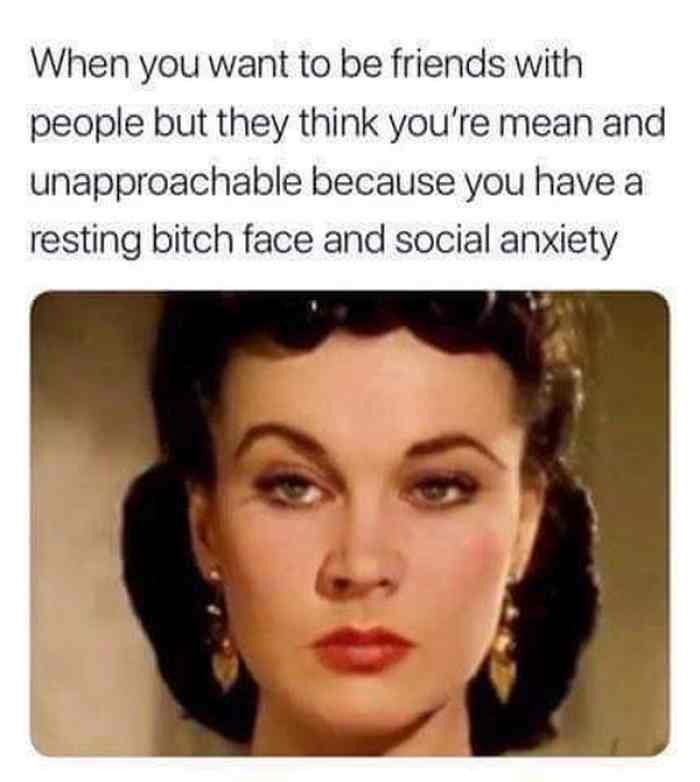 When you want to be friends with
people but they think you're mean and
unapproachable because you have a
resting bitch face and social anxiety